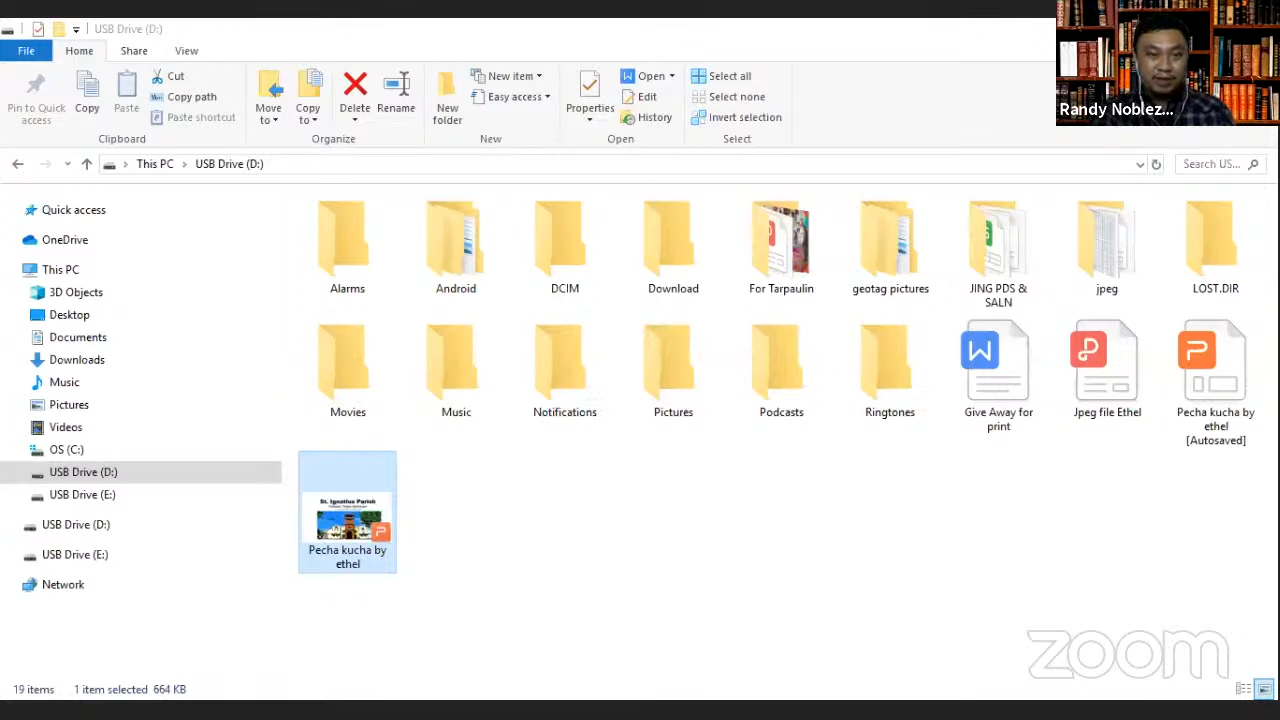 USB Drive (D:)
File Home Share View
Pin to Quick access
Copy
Paste
Cut
Copy path
Paste shortcut
Clipboard
Move to
Copy to
Delete
Rename
Organize
New folder
New item
Easy access
New
Properties
Open
Edit
History
Open
Select all
Select none
Invert selection
Select
Randy Noblez...
This PC USB Drive (D:)
Search US...
Quick access
OneDrive
This PC
3D Objects
Desktop
Documents
Downloads
Music
Pictures
Videos
OS (C:)
USB Drive (D:)
USB Drive (E:)
USB Drive (D:)
USB Drive (E:)
Network
Alarms
Android
DCIM
Download
For Tarpaulin
geotag pictures
JING PDS &
SALN
jpeg
LOST.DIR
Movies
Music
Notifications
Pictures
Podcasts
Ringtones
Give Away for
print
Jpeg file Ethel
Pecha kucha by
ethel
[Autosaved]
St. Ignatius Parish
Pecha kucha by
ethel
zoom
19 items 1 item selected 664 KB